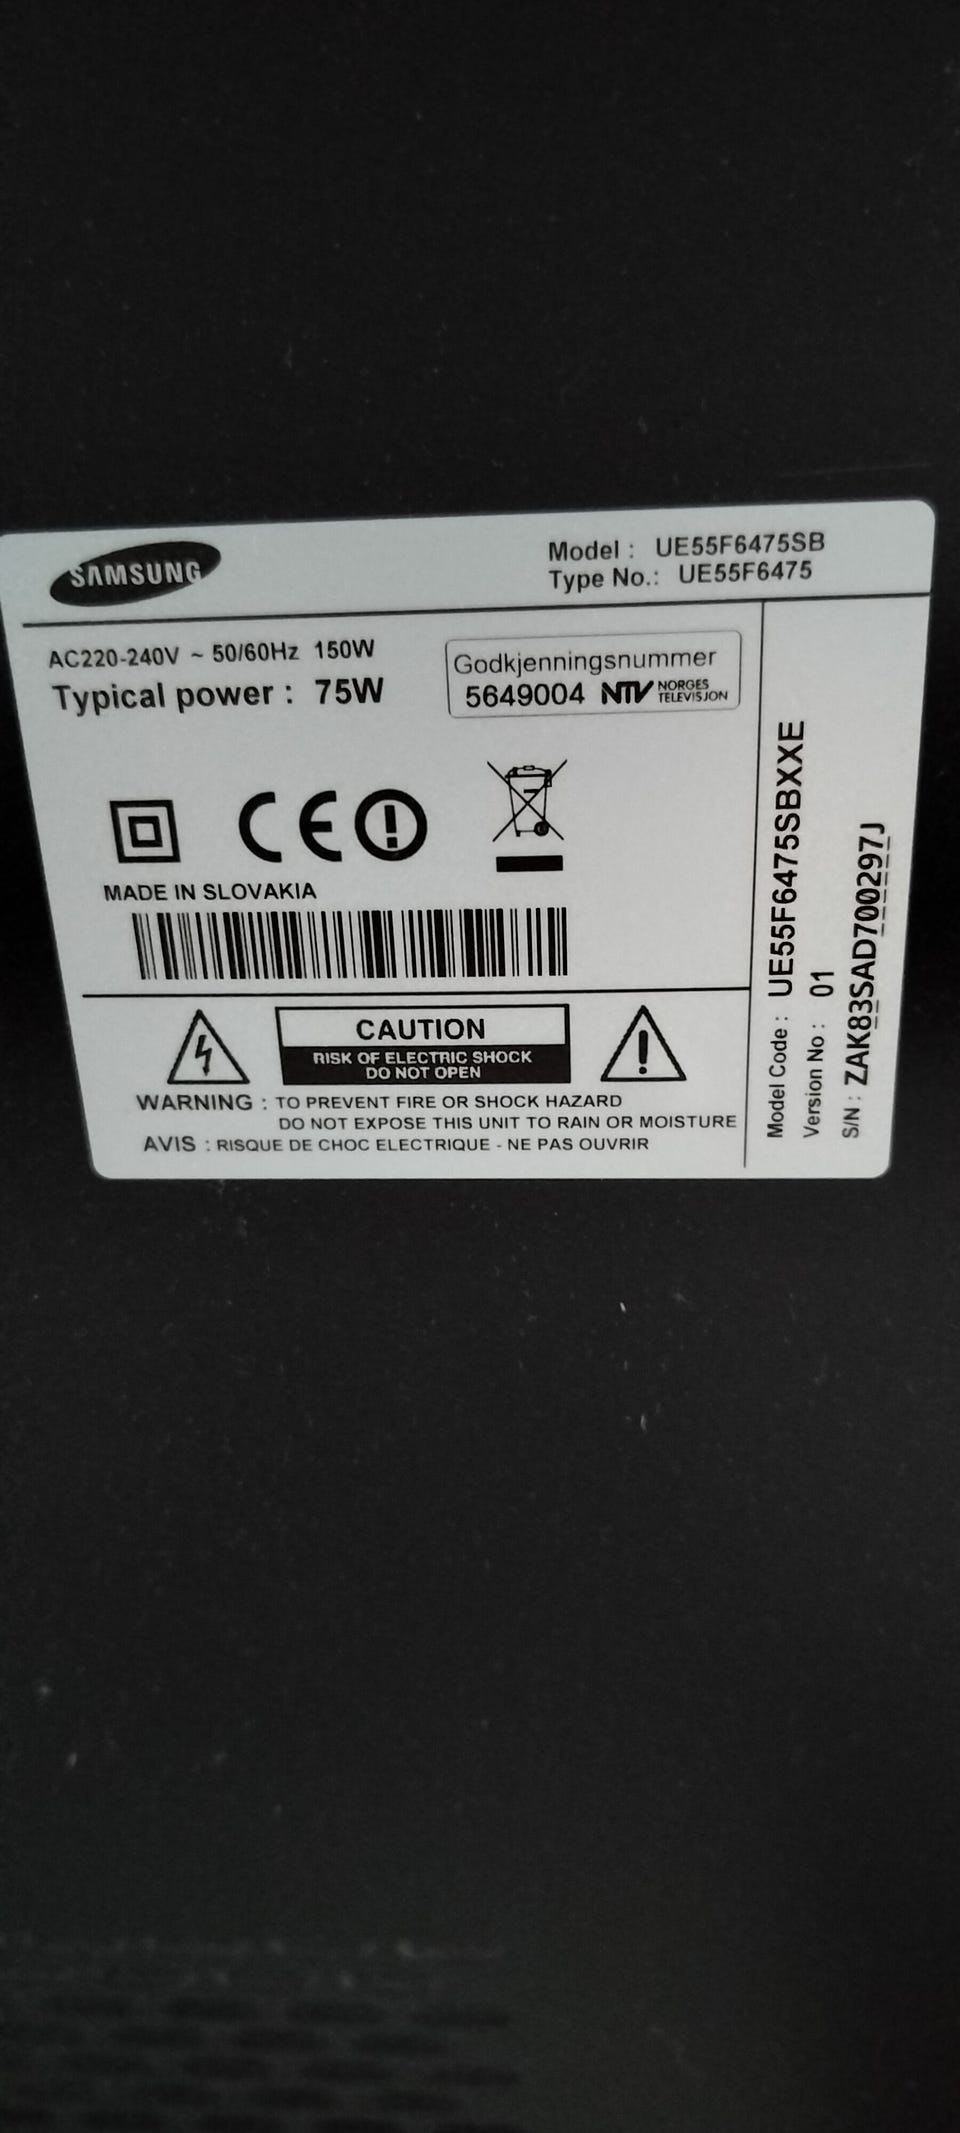 SAMSUNG
Model : UE55F6475SB
Type No.: UE55F6475
AC220-240V ~ 50/60Hz 150W
Typical power : 75W
Godkjenningsnummer
5649004 NTV NORGES TELEVISJON
CE
MADE IN SLOVAKIA
CAUTION
RISK OF ELECTRIC SHOCK
DO NOT OPEN
WARNING : TO PREVENT FIRE OR SHOCK HAZARD
DO NOT EXPOSE THIS UNIT TO RAIN OR MOISTURE
AVIS : RISQUE DE CHOC ELECTRIQUE - NE PAS OUVRIR
Model Code : UE55F6475SBXXE
Version No : 01
S/N : ZAK83SAD700297J